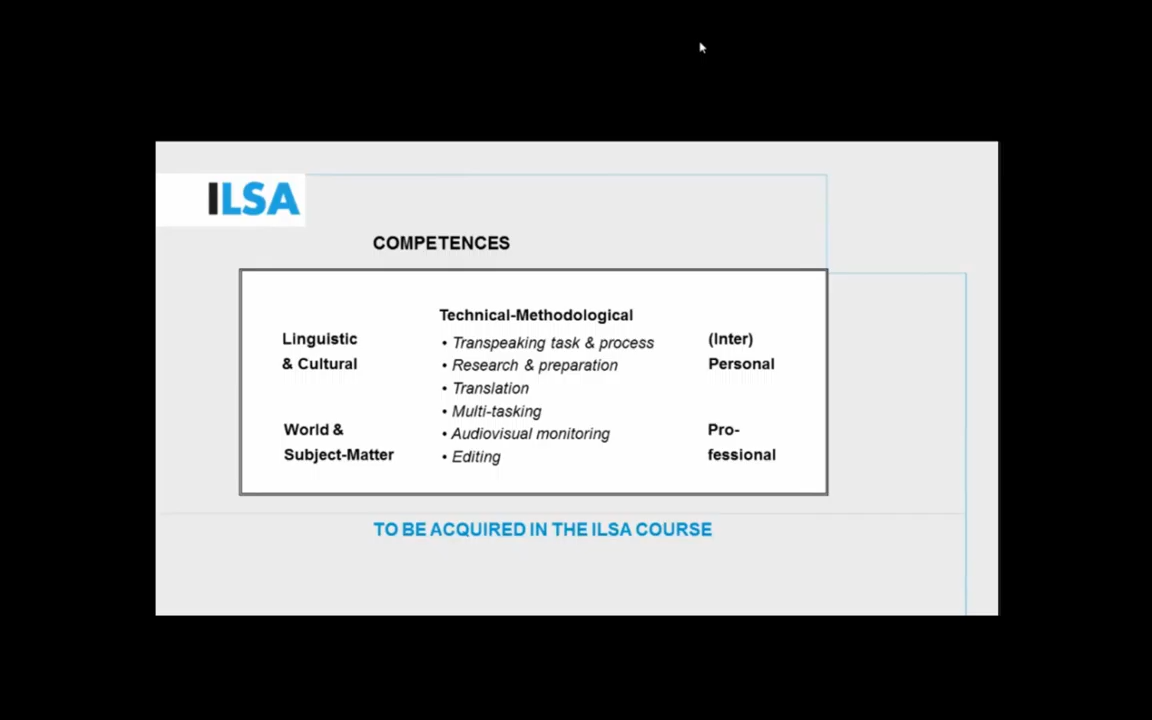 ILSA
COMPETENCES
Linguistic
& Cultural
World &
Subject-Matter
Technical-Methodological
• Transpeaking task & process
• Research & preparation
• Translation
• Multi-tasking
• Audiovisual monitoring
• Editing
(Inter)
Personal
Pro-
fessional
TO BE ACQUIRED IN THE ILSA COURSE